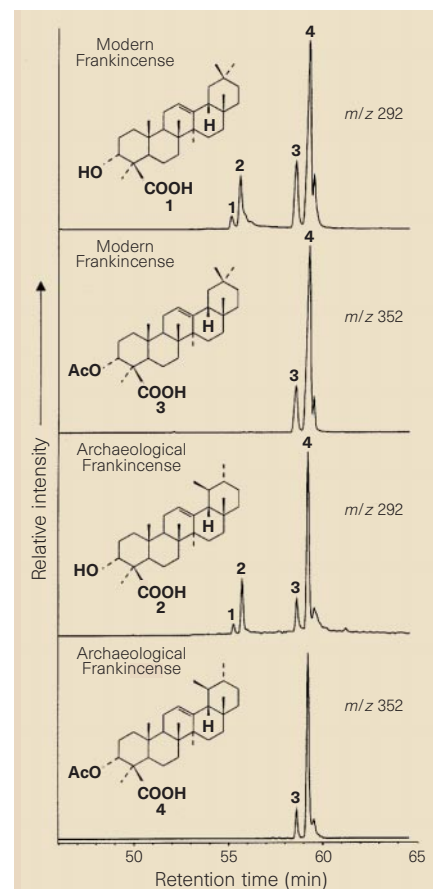 Modern
Frankincense
4
m/z 292
H
3
2
HO
COOH
1
1
Modern
Frankincense
4
m/z 352
H
AcO
COOH
3
3
Archaeological
Frankincense
4
m/z 292
H
HO
COOH
2
2
1
3
Archaeological
Frankincense
m/z 352
H
AcO
COOH
4
3
Relative intensity
50 55 60 65
Retention time (min)